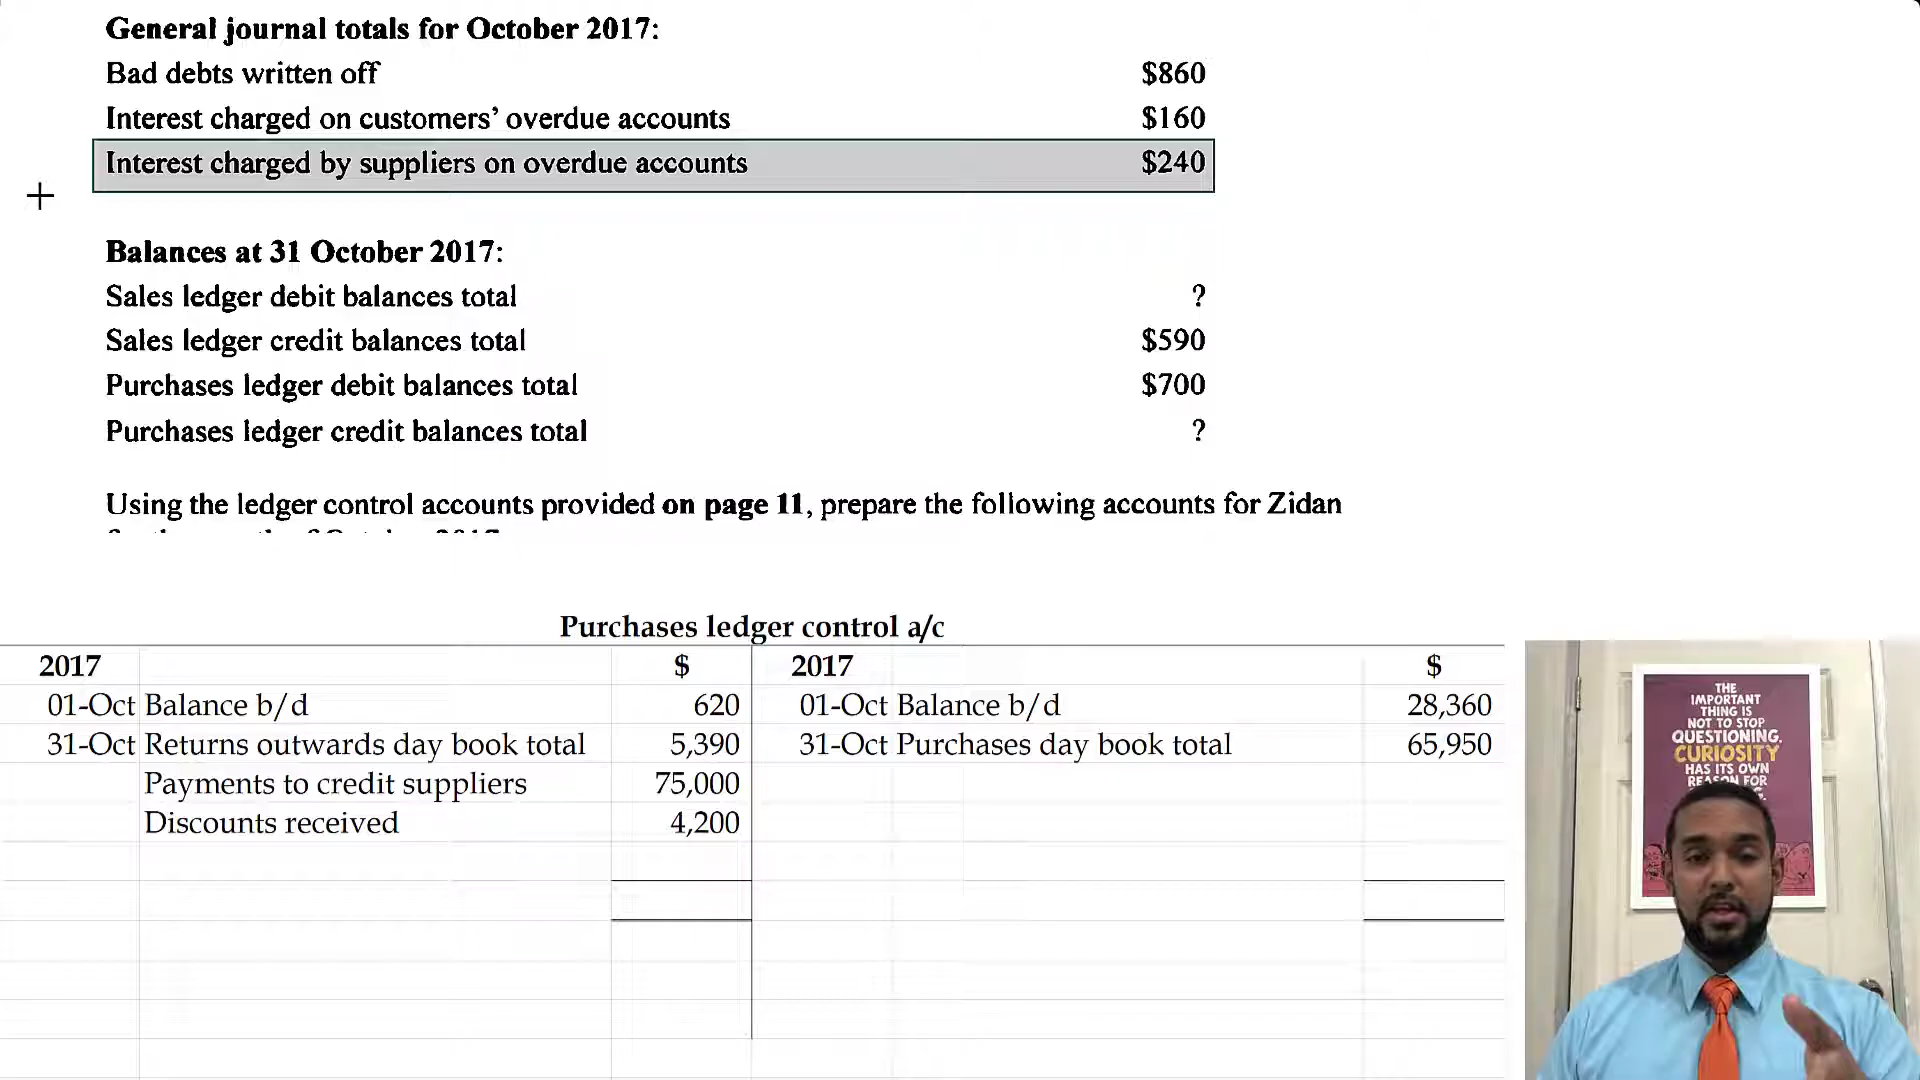 General journal totals for October 2017:
Bad debts written off $860
Interest charged on customers' overdue accounts $160
Interest charged by suppliers on overdue accounts $240
Balances at 31 October 2017:
Sales ledger debit balances total ?
Sales ledger credit balances total $590
Purchases ledger debit balances total $700
Purchases ledger credit balances total ?
Using the ledger control accounts provided on page 11, prepare the following accounts for Zidan
Purchases ledger control a/c
2017 $ 2017 $
01-Oct Balance b/d 620 01-Oct Balance b/d 28,360
31-Oct Returns outwards day book total 5,390 31-Oct Purchases day book total 65,950
Payments to credit suppliers 75,000
Discounts received 4,200
THE
IMPORTANT
THING IS
NOT TO STOP
QUESTIONING.
CURIOSITY
HAS ITS OWN
REASON FOR